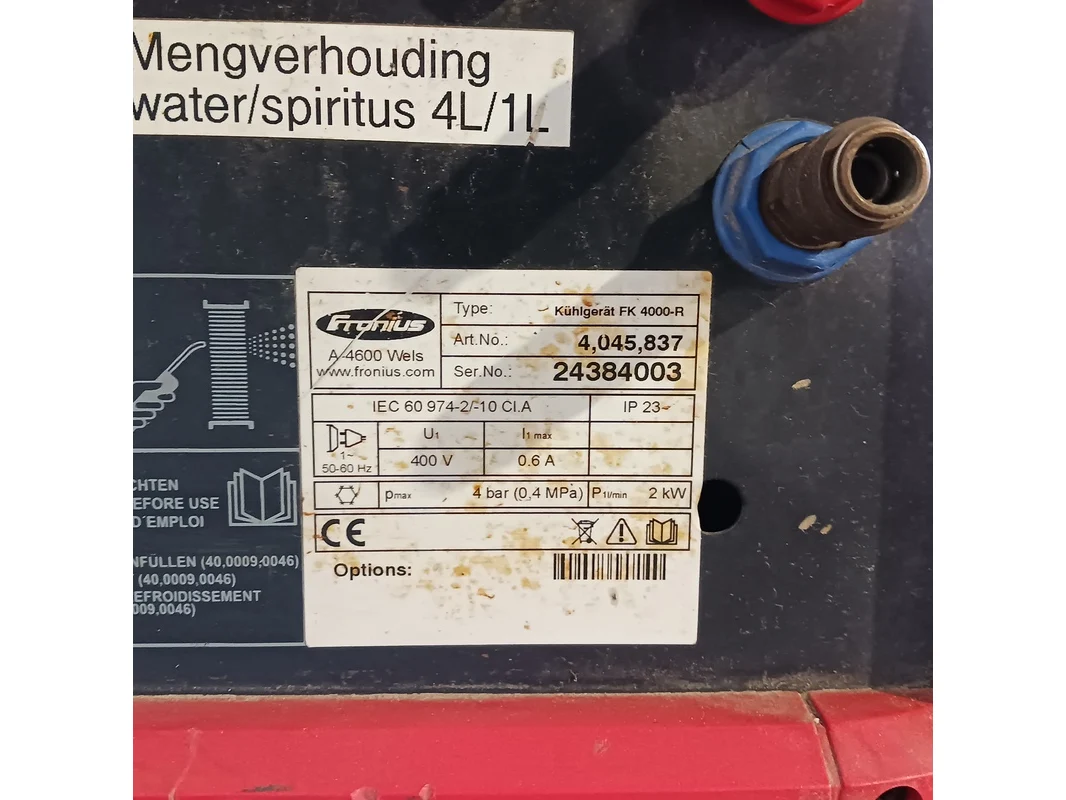 Mengverhouding
water/spiritus 4L/1L
Fronius
A-4600 Wels
www.fronius.com
Type: Kühlgerät FK 4000-R
Art.No.: 4,045,837
Ser.No.: 24384003
IEC 60 974-2/-10 Cl.A IP 23
1~
50-60 Hz
U1 I1 max
400 V 0.6 A
pmax 4 bar (0,4 MPa) P1l/min 2 kW
CE
Options:
CHTEN
EFORE USE
D´EMPLOI
NFÜLLEN (40,0009,0046)
(40,0009,0046)
EFROIDISSEMENT
009,0046)